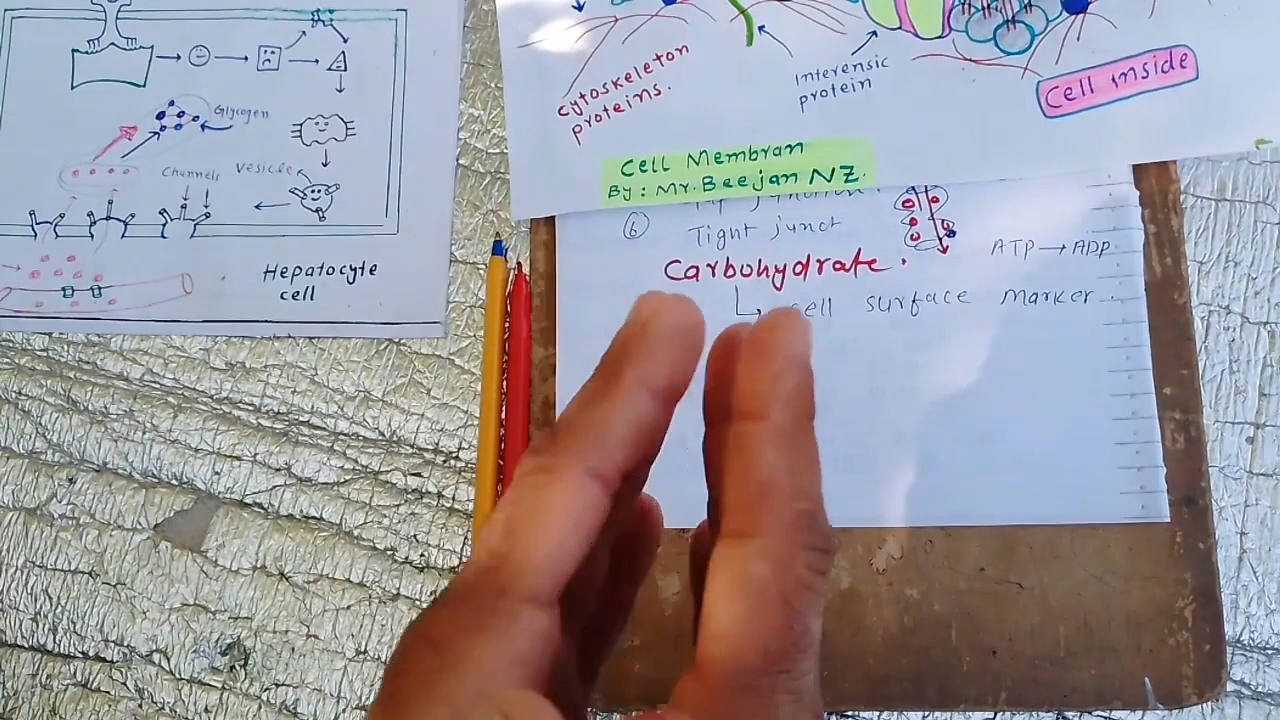 Glycogen
Channels
vesicle
Hepatocyte
cell
cytoskeleton
proteins.
Interensic
protein
Cell inside
Cell Membran
By: Mr. Beejan NZ.
6
Tight junct
Carbohydrate.
ATP → ADP
cell surface marker.